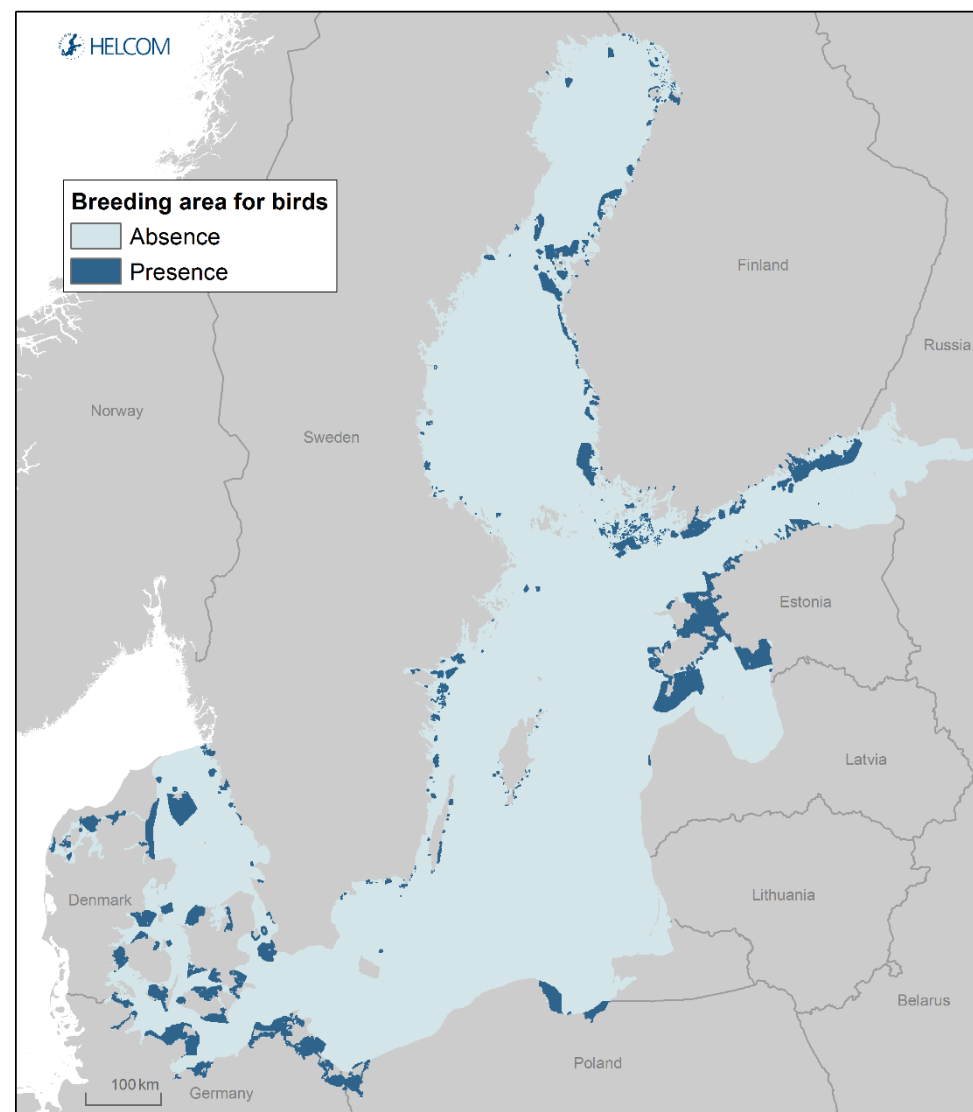 HELCOM
Breeding area for birds
Absence
Presence
Finland
Russia
Norway
Sweden
Estonia
Latvia
Denmark
Lithuania
Belarus
Poland
100 km
Germany